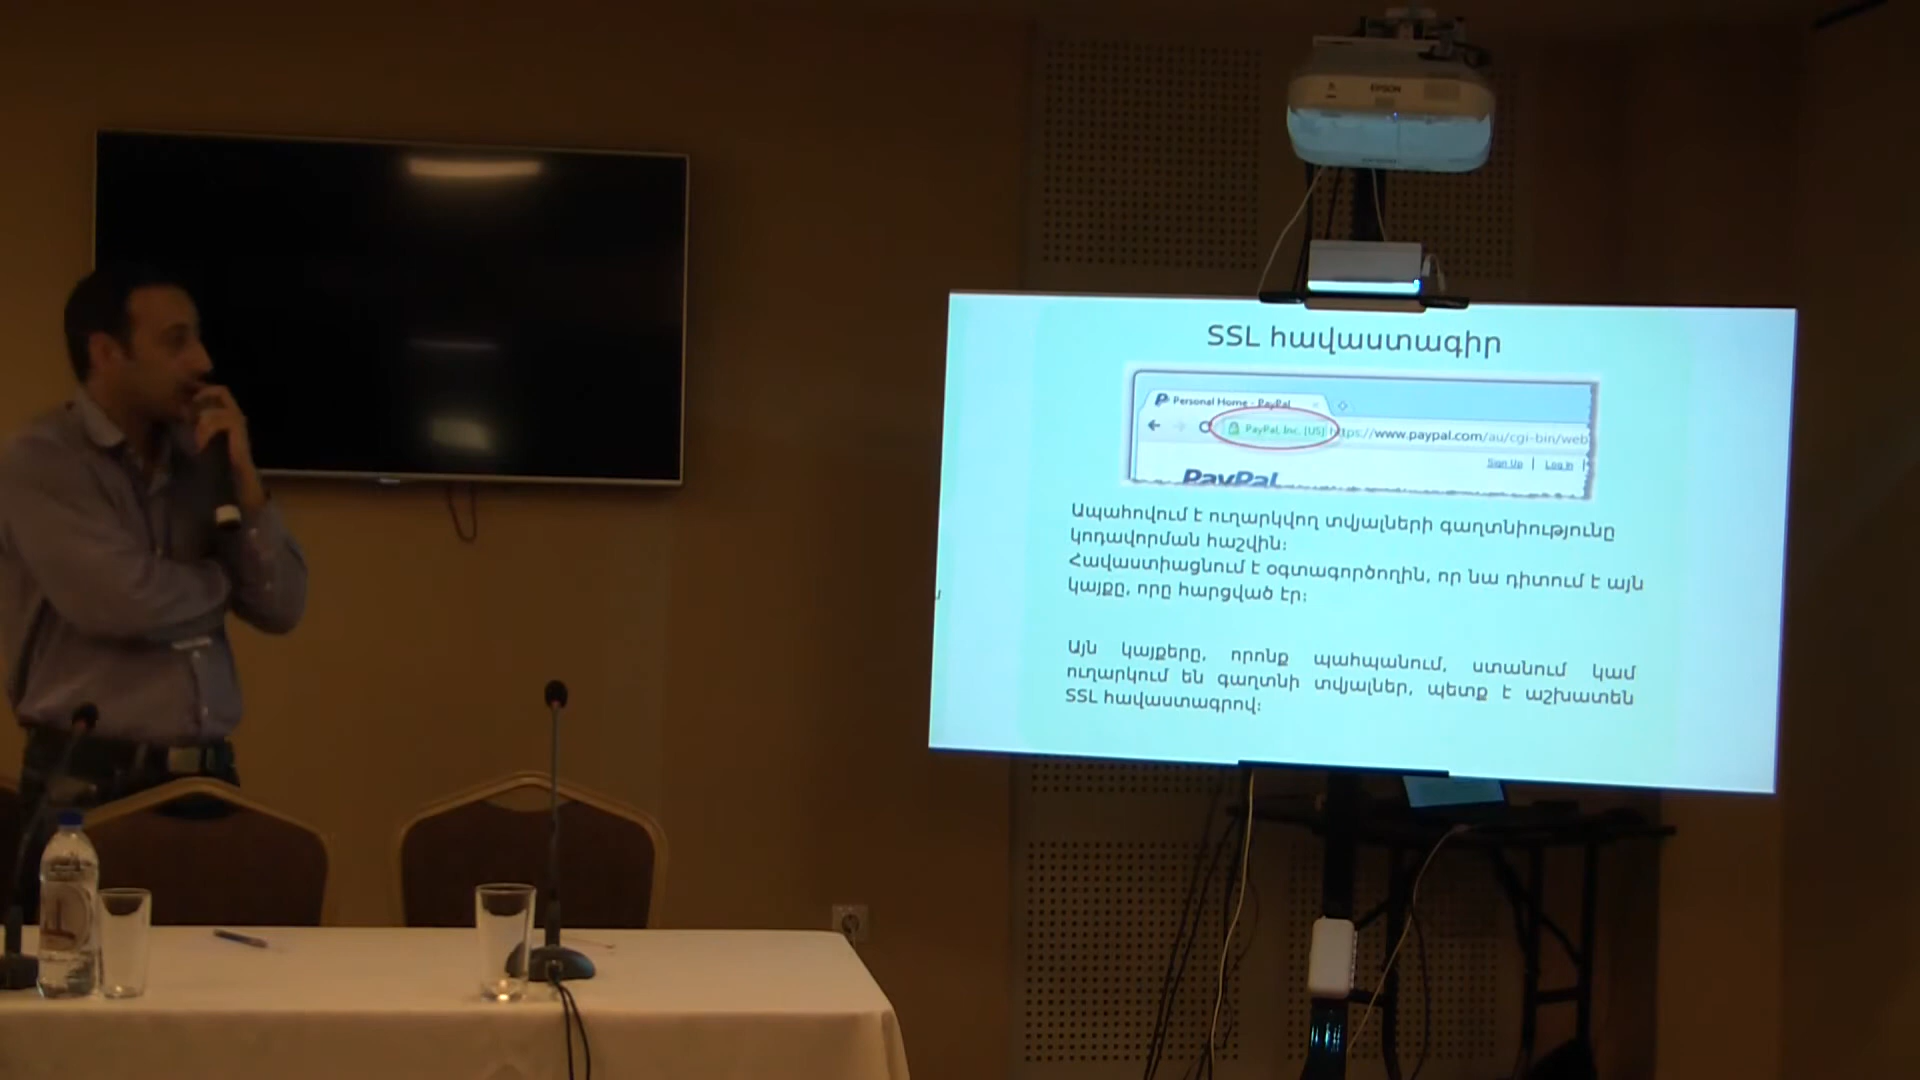 EPSON
SSL հավաստագիր
Personal Home - PayPal
PayPal, Inc. [US] https://www.paypal.com/au/cgi-bin/web
Sign Up | Log In |
PayPal
Ապահովում է ուղարկվող տվյալների գաղտնիությունը
կոդավորման հաշվին։
Հավաստիացնում է օգտագործողին, որ նա դիտում է այն
կայքը, որը հարցված էր։
Այն կայքերը, որոնք պահպանում, ստանում կամ
ուղարկում են գաղտնի տվյալներ, պետք է աշխատեն
SSL հավաստագրով։